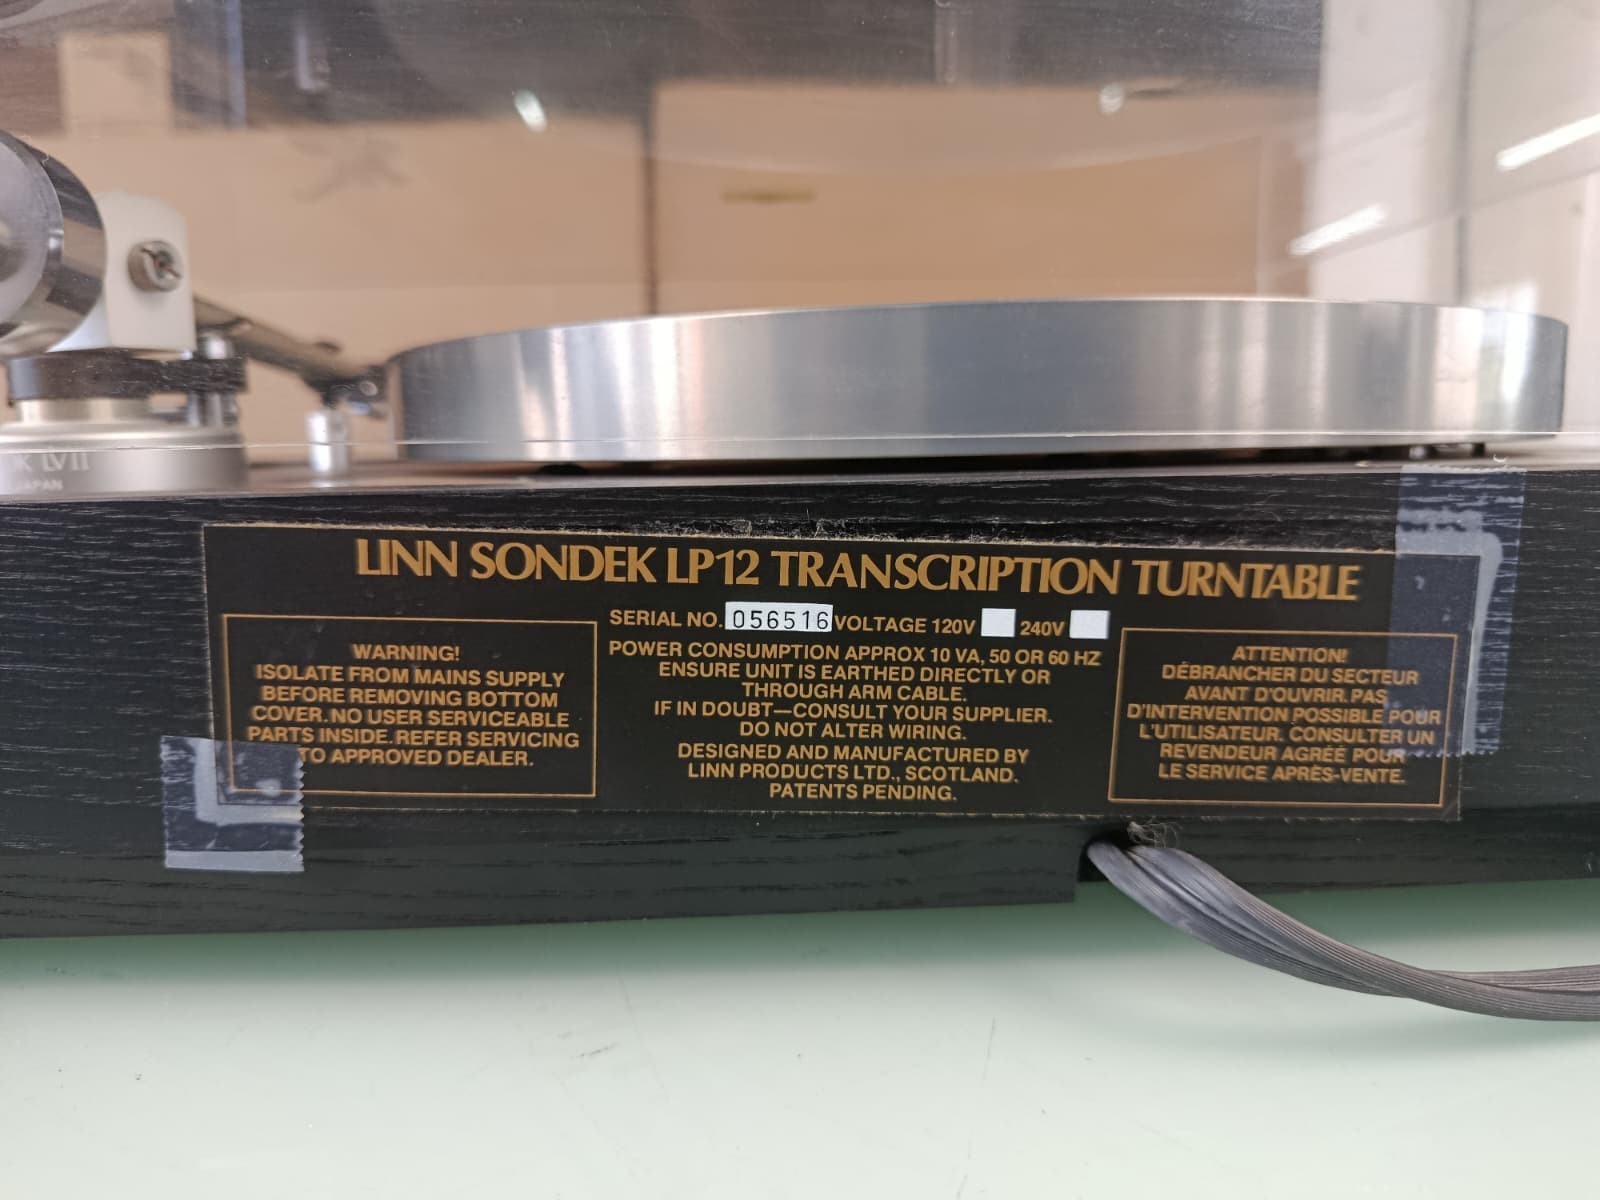 K LVII
JAPAN
LINN SONDEK LP12 TRANSCRIPTION TURNTABLE
SERIAL NO. 056516 VOLTAGE 120V 240V
WARNING!
ISOLATE FROM MAINS SUPPLY
BEFORE REMOVING BOTTOM
COVER. NO USER SERVICEABLE
PARTS INSIDE. REFER SERVICING
TO APPROVED DEALER.
POWER CONSUMPTION APPROX 10 VA, 50 OR 60 HZ
ENSURE UNIT IS EARTHED DIRECTLY OR
THROUGH ARM CABLE.
IF IN DOUBT—CONSULT YOUR SUPPLIER.
DO NOT ALTER WIRING.
DESIGNED AND MANUFACTURED BY
LINN PRODUCTS LTD., SCOTLAND.
PATENTS PENDING.
ATTENTION!
DÉBRANCHER DU SECTEUR
AVANT D'OUVRIR. PAS
D'INTERVENTION POSSIBLE POUR
L'UTILISATEUR. CONSULTER UN
REVENDEUR AGRÉÉ POUR
LE SERVICE APRÈS-VENTE.